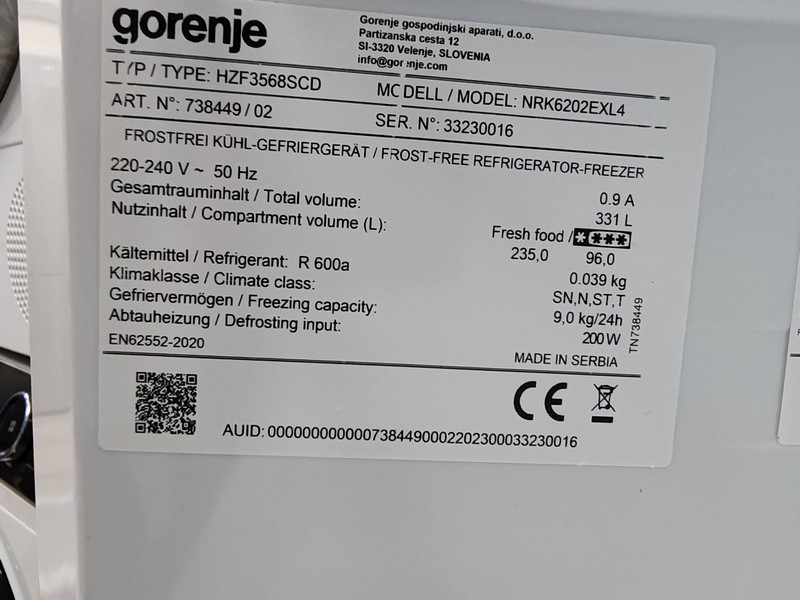 gorenje
Gorenje gospodinjski aparati, d.o.o.
Partizanska cesta 12
SI-3320 Velenje, SLOVENIA
info@gorenje.com
TYP / TYPE: HZF3568SCD
MODELL / MODEL: NRK6202EXL4
ART. N°: 738449 / 02
SER. N°: 33230016
FROSTFREI KÜHL-GEFRIERGERÄT / FROST-FREE REFRIGERATOR-FREEZER
220-240 V ~ 50 Hz 0.9 A
Gesamtrauminhalt / Total volume: 331 L
Nutzinhalt / Compartment volume (L): Fresh food / * ***
235,0 96,0
Kältemittel / Refrigerant: R 600a 0.039 kg
Klimaklasse / Climate class: SN,N,ST,T
Gefriervermögen / Freezing capacity: 9,0 kg/24h
Abtauheizung / Defrosting input: 200 W
EN62552-2020
MADE IN SERBIA
TN738449
CE
AUID: 0000000000007384490002202300033230016